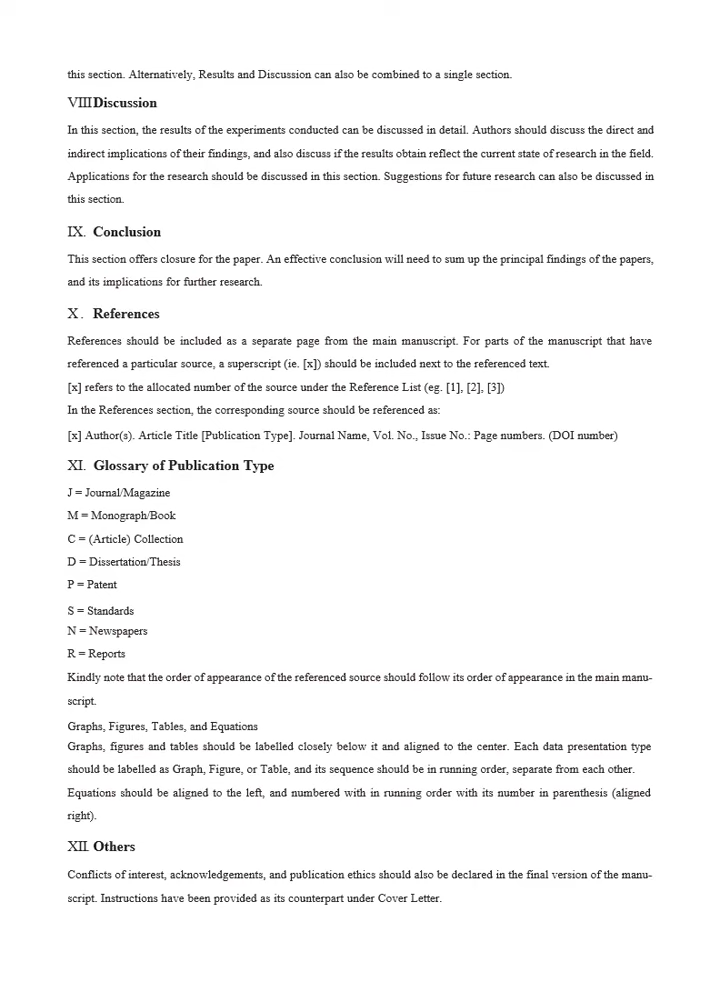 this section. Alternatively, Results and Discussion can also be combined to a single section.
Ⅷ Discussion
In this section, the results of the experiments conducted can be discussed in detail. Authors should discuss the direct and
indirect implications of their findings, and also discuss if the results obtain reflect the current state of research in the field.
Applications for the research should be discussed in this section. Suggestions for future research can also be discussed in
this section.
Ⅸ. Conclusion
This section offers closure for the paper. An effective conclusion will need to sum up the principal findings of the papers,
and its implications for further research.
Ⅹ. References
References should be included as a separate page from the main manuscript. For parts of the manuscript that have
referenced a particular source, a superscript (ie. [x]) should be included next to the referenced text.
[x] refers to the allocated number of the source under the Reference List (eg. [1], [2], [3])
In the References section, the corresponding source should be referenced as:
[x] Author(s). Article Title [Publication Type]. Journal Name, Vol. No., Issue No.: Page numbers. (DOI number)
Ⅺ. Glossary of Publication Type
J = Journal/Magazine
M = Monograph/Book
C = (Article) Collection
D = Dissertation/Thesis
P = Patent
S = Standards
N = Newspapers
R = Reports
Kindly note that the order of appearance of the referenced source should follow its order of appearance in the main manu-
script.
Graphs, Figures, Tables, and Equations
Graphs, figures and tables should be labelled closely below it and aligned to the center. Each data presentation type
should be labelled as Graph, Figure, or Table, and its sequence should be in running order, separate from each other.
Equations should be aligned to the left, and numbered with in running order with its number in parenthesis (aligned
right).
Ⅻ. Others
Conflicts of interest, acknowledgements, and publication ethics should also be declared in the final version of the manu-
script. Instructions have been provided as its counterpart under Cover Letter.